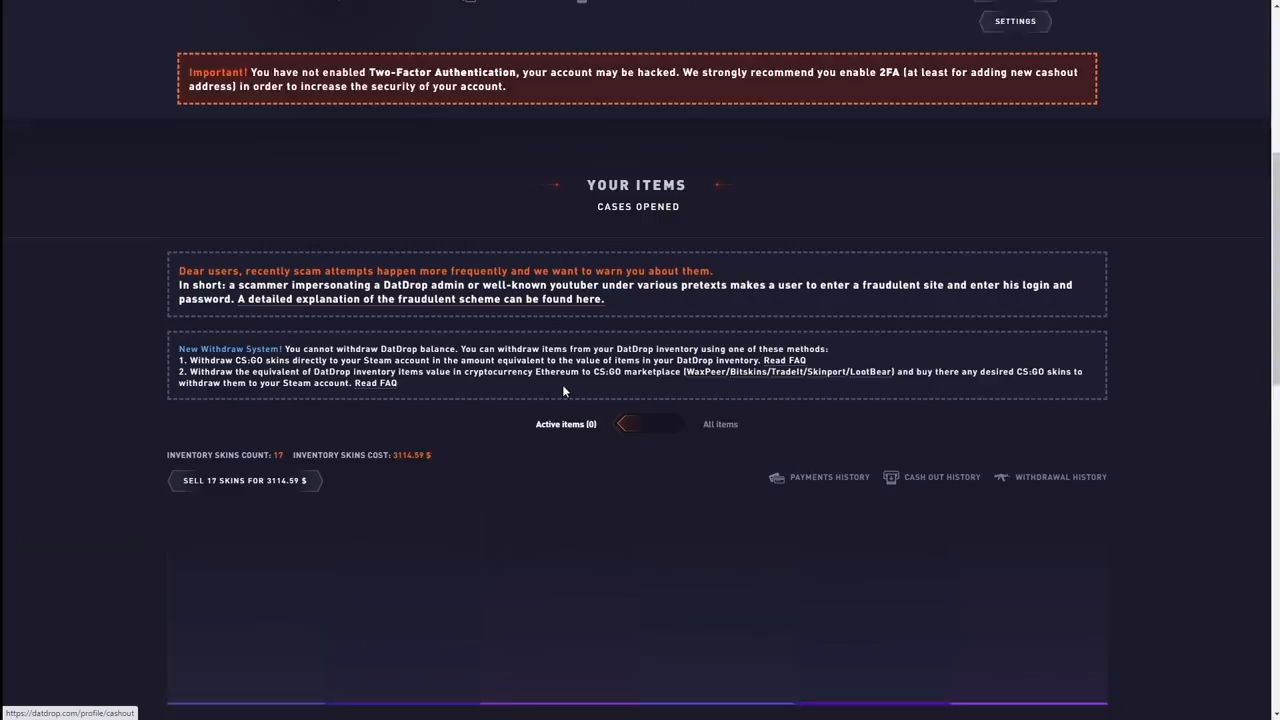 SETTINGS
Important! You have not enabled Two-Factor Authentication, your account may be hacked. We strongly recommend you enable 2FA (at least for adding new cashout
address) in order to increase the security of your account.
YOUR ITEMS
CASES OPENED
Dear users, recently scam attempts happen more frequently and we want to warn you about them.
In short: a scammer impersonating a DatDrop admin or well-known youtuber under various pretexts makes a user to enter a fraudulent site and enter his login and
password. A detailed explanation of the fraudulent scheme can be found here.
New Withdraw System! You cannot withdraw DatDrop balance. You can withdraw items from your DatDrop inventory using one of these methods:
1. Withdraw CS:GO skins directly to your Steam account in the amount equivalent to the value of items in your DatDrop inventory. Read FAQ
2. Withdraw the equivalent of DatDrop inventory items value in cryptocurrency Ethereum to CS:GO marketplace (WaxPeer/Bitskins/TradeIt/Skinport/LootBear) and buy there any desired CS:GO skins to
withdraw them to your Steam account. Read FAQ
Active items (0) All items
INVENTORY SKINS COUNT: 17 INVENTORY SKINS COST: 3114.59 $
SELL 17 SKINS FOR 3114.59 $ PAYMENTS HISTORY CASH OUT HISTORY WITHDRAWAL HISTORY
https://datdrop.com/profile/cashout